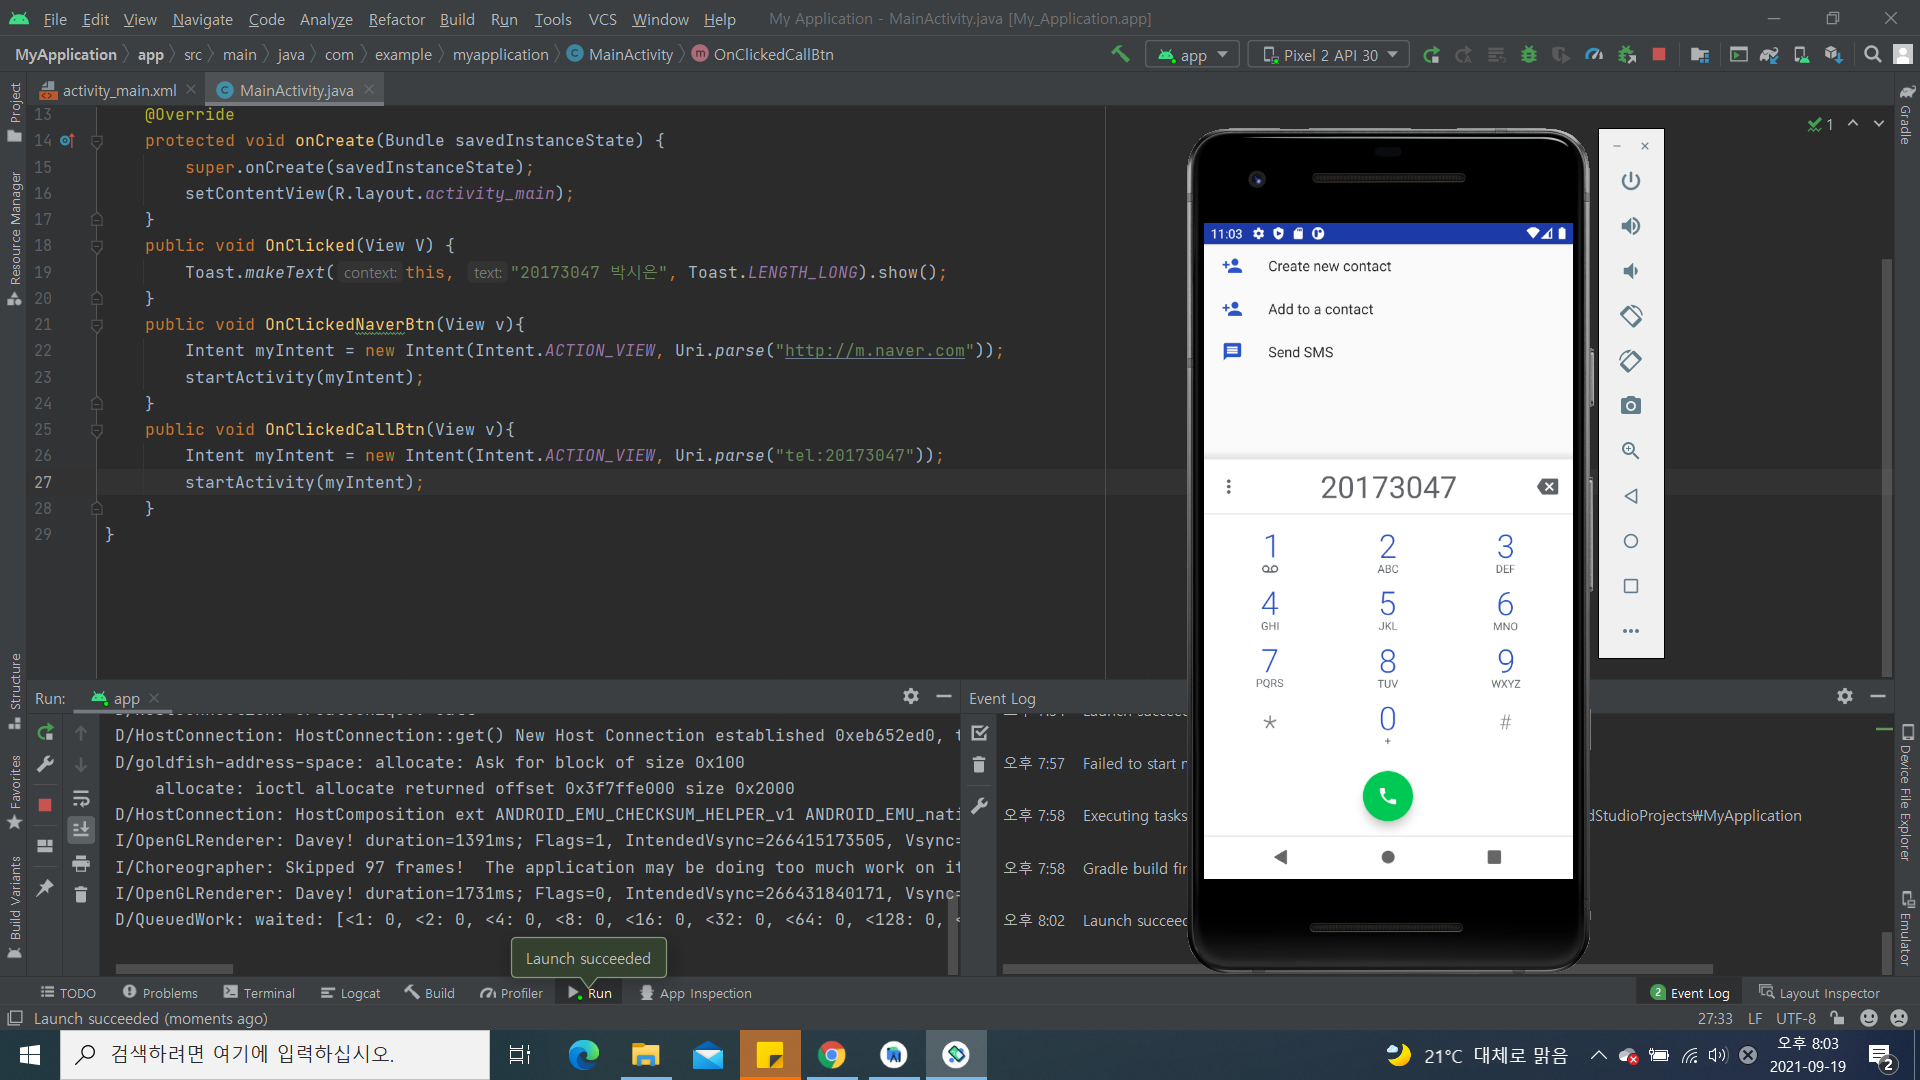 File Edit View Navigate Code Analyze Refactor Build Run Tools VCS Window Help My Application - MainActivity.java [My_Application.app]
MyApplication app src main java com example myapplication MainActivity OnClickedCallBtn
app Pixel 2 API 30
activity_main.xml MainActivity.java
Project
Resource Manager
Structure
Favorites
Build Variants
Gradle
Device File Explorer
Emulator
1
13 @Override
14 protected void onCreate(Bundle savedInstanceState) {
15 super.onCreate(savedInstanceState);
16 setContentView(R.layout.activity_main);
17 }
18 public void OnClicked(View V) {
19 Toast.makeText( context: this, text: "20173047 박시은", Toast.LENGTH_LONG).show();
20 }
21 public void OnClickedNaverBtn(View v){
22 Intent myIntent = new Intent(Intent.ACTION_VIEW, Uri.parse("http://m.naver.com"));
23 startActivity(myIntent);
24 }
25 public void OnClickedCallBtn(View v){
26 Intent myIntent = new Intent(Intent.ACTION_VIEW, Uri.parse("tel:20173047"));
27 startActivity(myIntent);
28 }
29 }
11:03
Create new contact
Add to a contact
Send SMS
20173047
1 2 3
ABC DEF
4 5 6
GHI JKL MNO
7 8 9
PQRS TUV WXYZ
* 0 #
+
Run: app
D/HostConnection: HostConnection::get() New Host Connection established 0xeb652ed0, t
D/goldfish-address-space: allocate: Ask for block of size 0x100
allocate: ioctl allocate returned offset 0x3f7ffe000 size 0x2000
D/HostConnection: HostComposition ext ANDROID_EMU_CHECKSUM_HELPER_v1 ANDROID_EMU_nati
I/OpenGLRenderer: Davey! duration=1391ms; Flags=1, IntendedVsync=266415173505, Vsync=
I/Choreographer: Skipped 97 frames!  The application may be doing too much work on it
I/OpenGLRenderer: Davey! duration=1731ms; Flags=0, IntendedVsync=266431840171, Vsync=
D/QueuedWork: waited: [<1: 0, <2: 0, <4: 0, <8: 0, <16: 0, <32: 0, <64: 0, <128: 0, <
Launch succeeded
Event Log
오후 7:57 Failed to start
오후 7:58 Executing tasks dStudioProjects₩MyApplication
오후 7:58 Gradle build fin
오후 8:02 Launch succeed
TODO Problems Terminal Logcat Build Profiler Run App Inspection 2 Event Log Layout Inspector
Launch succeeded (moments ago) 27:33 LF UTF-8
검색하려면 여기에 입력하십시오.
21℃ 대체로 맑음
오후 8:03
2021-09-19
2